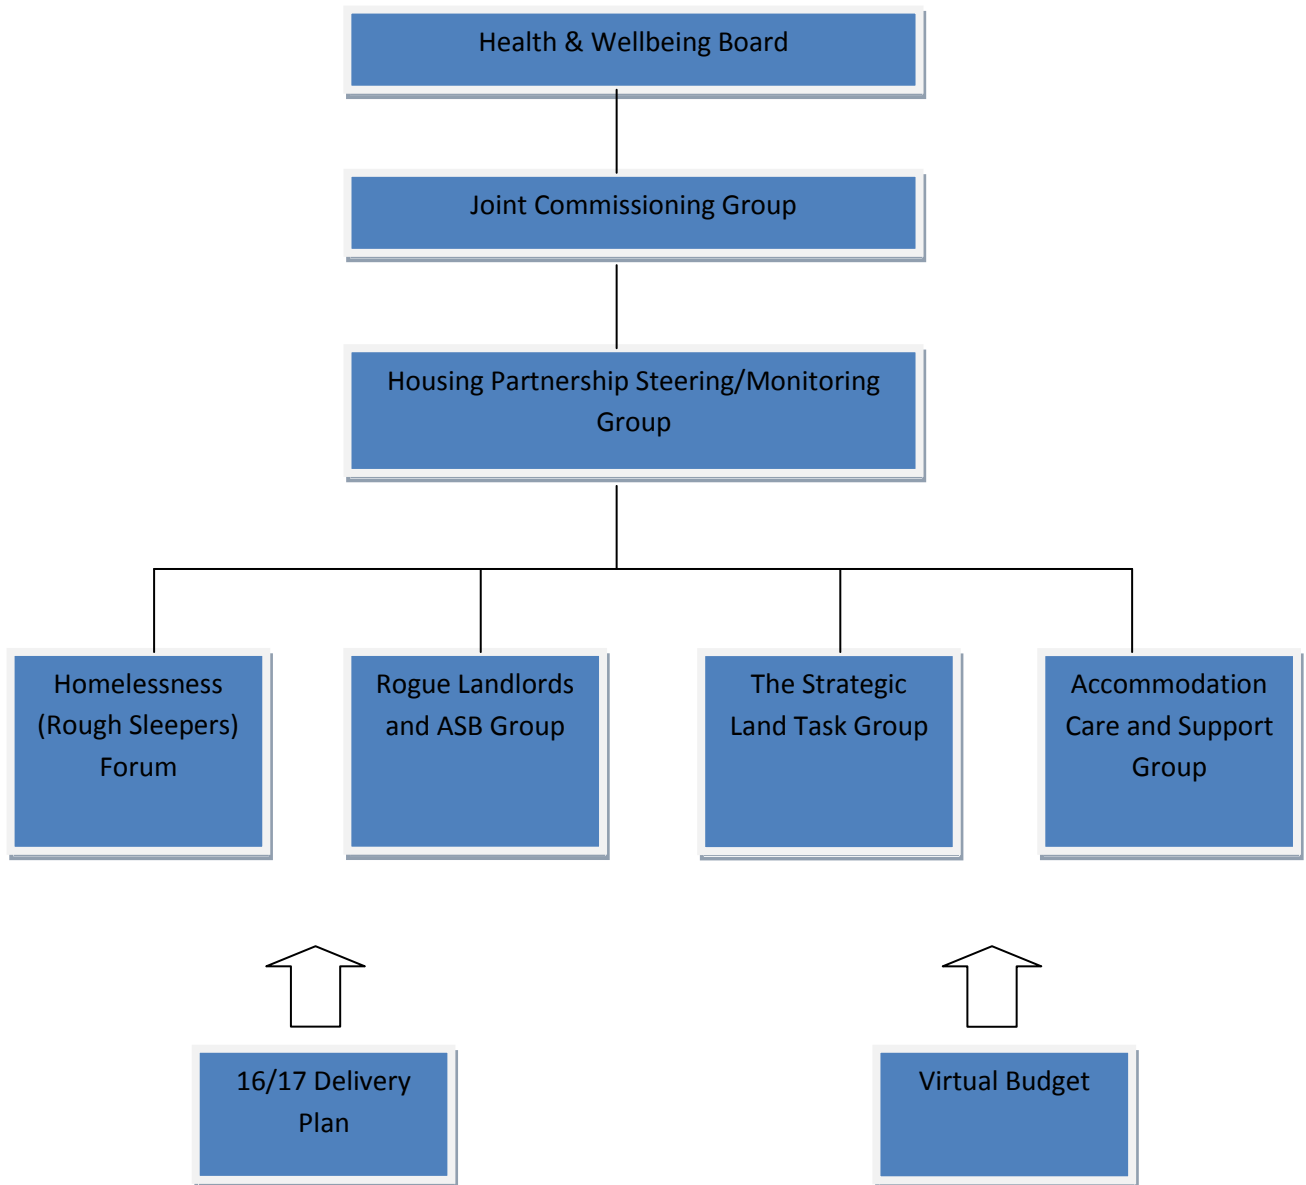 Health & Wellbeing Board
Joint Commissioning Group
Housing Partnership Steering/Monitoring
Group
Homelessness
(Rough Sleepers)
Forum
Rogue Landlords
and ASB Group
The Strategic
Land Task Group
Accommodation
Care and Support
Group
16/17 Delivery
Plan
Virtual Budget